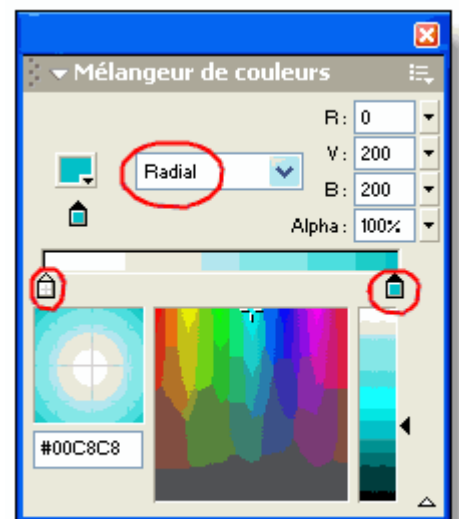 Mélangeur de couleurs
R: 0
Radial V: 200
B: 200
Alpha: 100%
#00C8C8